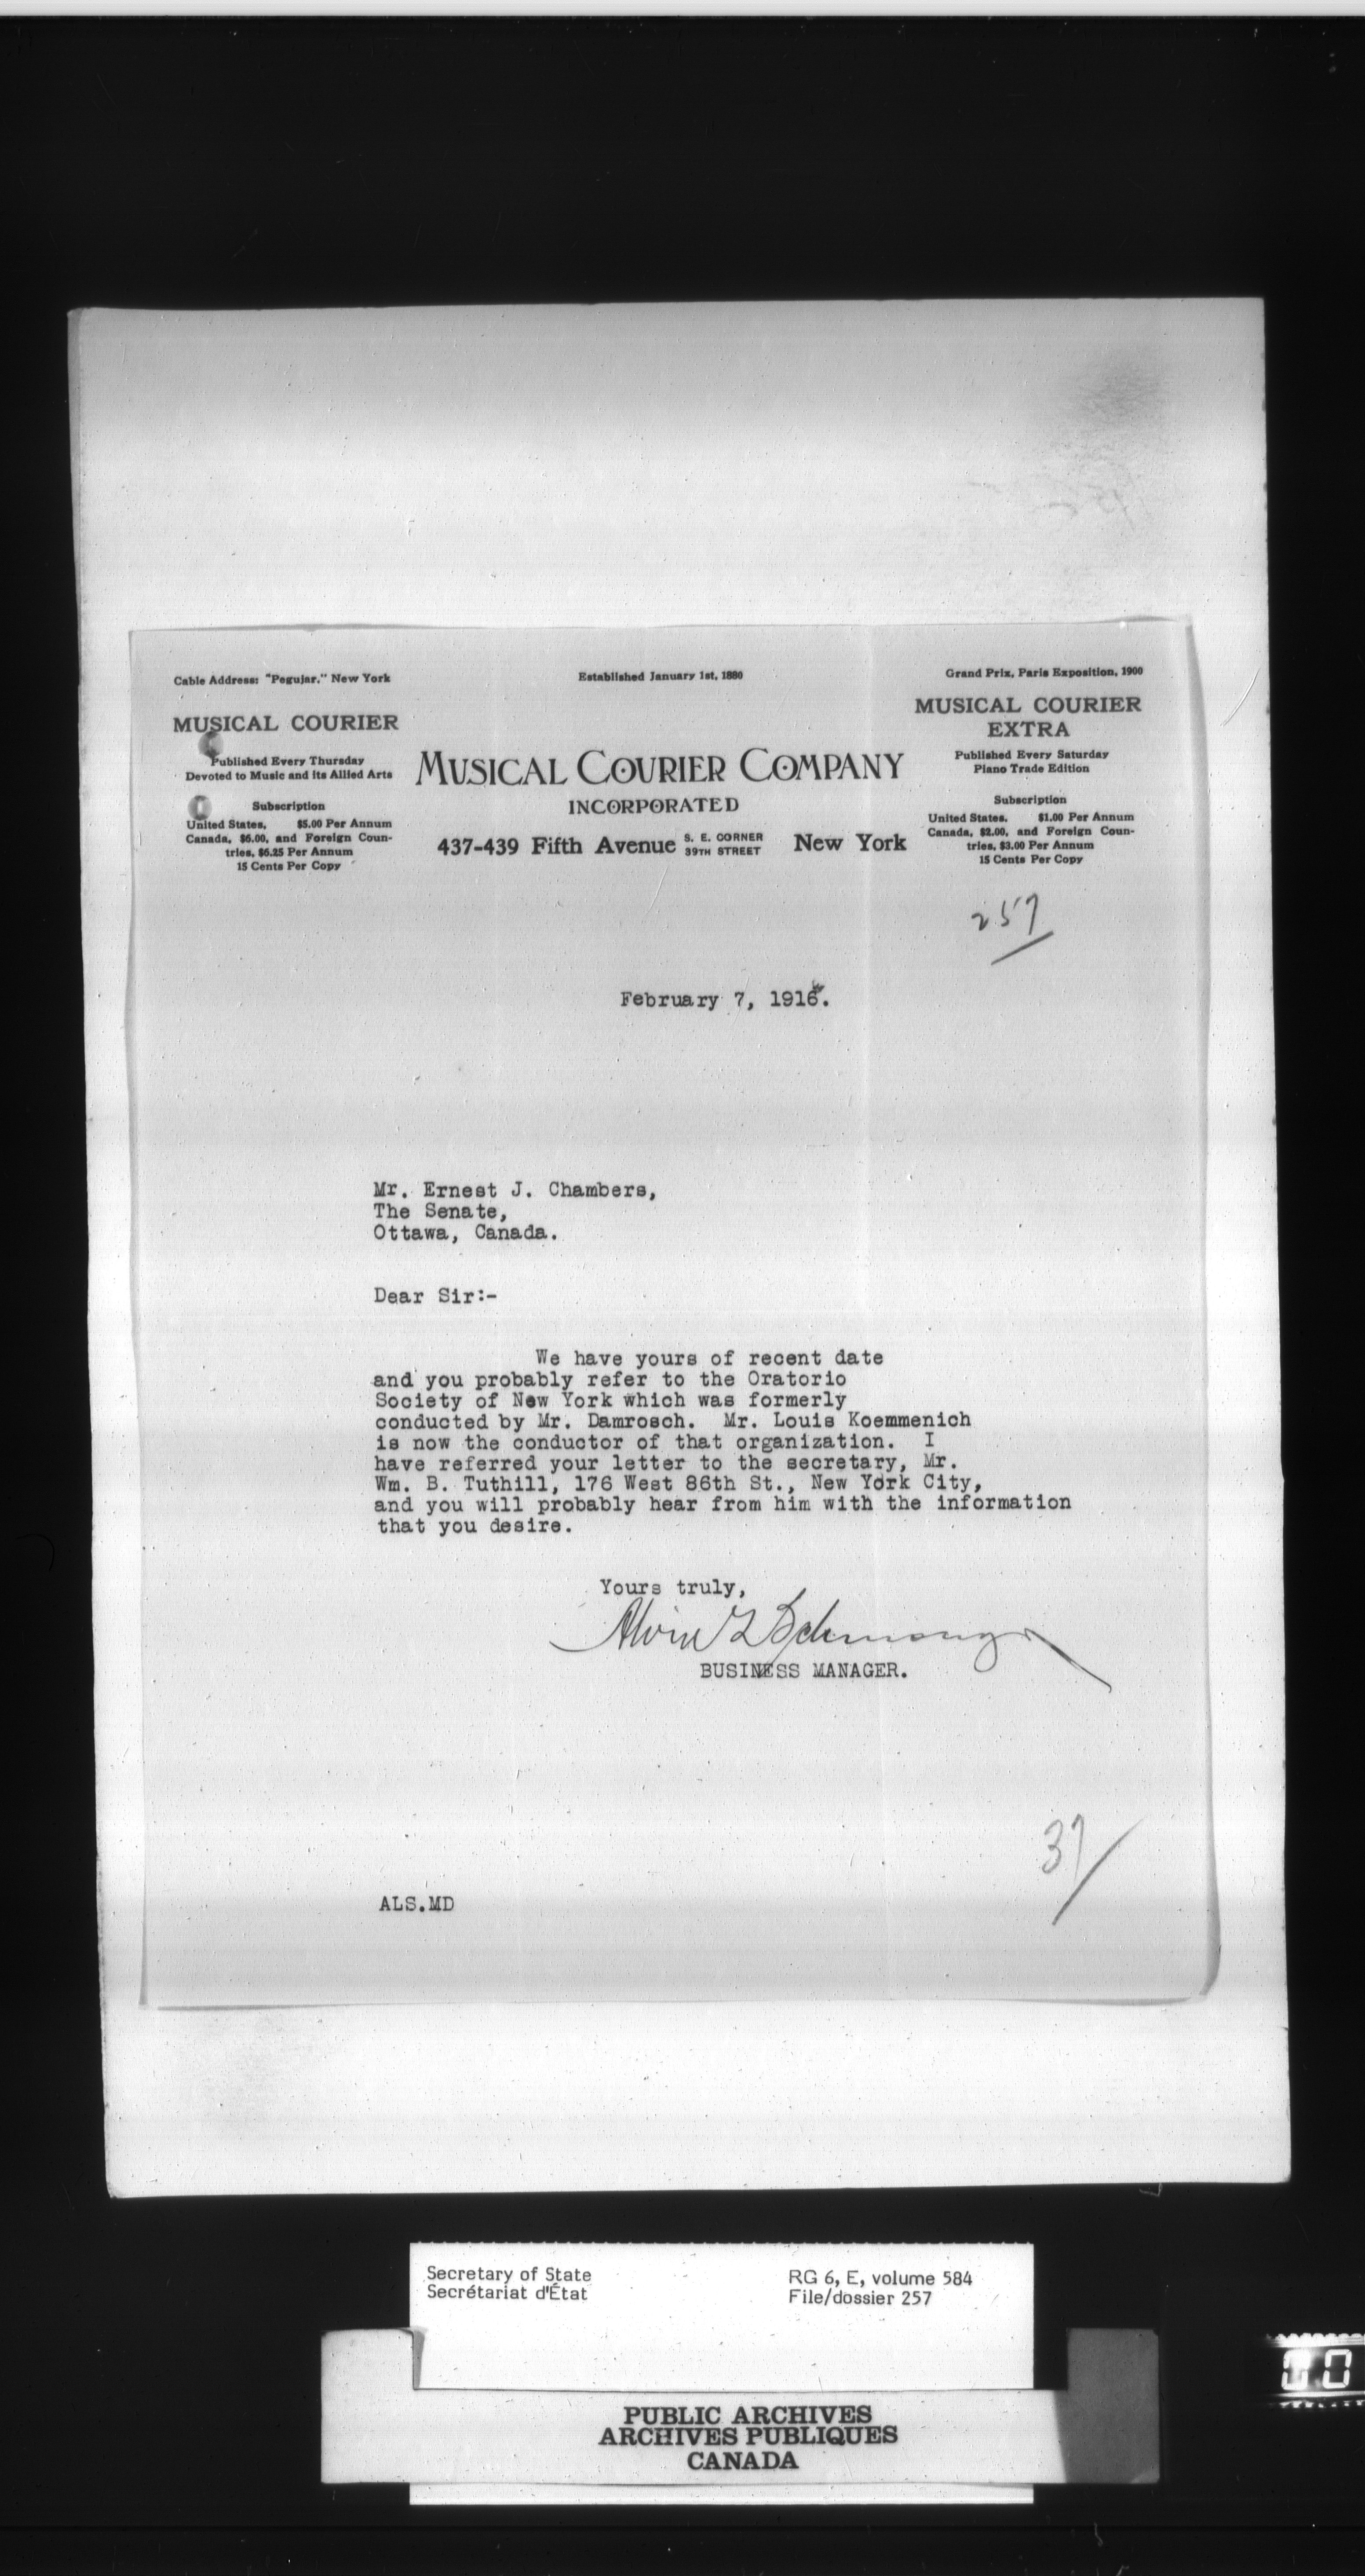 Cable Address: "Pegujar," New York
MUSICAL COURIER
Published Every Thursday
Devoted to Music and its Allied Arts
Subscription
United States, $5.00 Per Annum
Canada, $6.00, and Foreign Coun-
tries, $6.25 Per Annum
15 Cents Per Copy
Established January 1st, 1880
MUSICAL COURIER COMPANY
INCORPORATED
437-439 Fifth Avenue S. E. CORNER 39TH STREET New York
Grand Prix, Paris Exposition, 1900
MUSICAL COURIER
EXTRA
Published Every Saturday
Piano Trade Edition
Subscription
United States, $1.00 Per Annum
Canada, $2.00, and Foreign Coun-
tries, $3.00 Per Annum
15 Cents Per Copy
257
February 7, 1916.
Mr. Ernest J. Chambers,
The Senate,
Ottawa, Canada.
Dear Sir:-
We have yours of recent date
and you probably refer to the Oratorio
Society of New York which was formerly
conducted by Mr. Damrosch. Mr. Louis Koemmenich
is now the conductor of that organization. I
have referred your letter to the secretary, Mr.
Wm. B. Tuthill, 176 West 86th St., New York City,
and you will probably hear from him with the information
that you desire.
Yours truly,
Alvin L
BUSINESS MANAGER.
37
ALS.MD
Secretary of State
Secrétariat d'État
RG 6, E, volume 584
File/dossier 257
PUBLIC ARCHIVES
ARCHIVES PUBLIQUES
CANADA